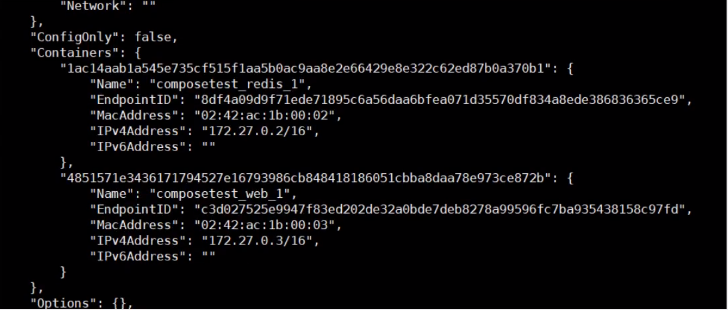 "Network": ""
},
"ConfigOnly": false,
"Containers": {
"1ac14aab1a545e735cf515f1aa5b0ac9aa8e2e66429e8e322c62ed87b0a370b1": {
"Name": "composetest_redis_1",
"EndpointID": "8df4a09d9f71ede71895c6a56daa6bfea071d35570df834a8ede386836365ce9",
"MacAddress": "02:42:ac:1b:00:02",
"IPv4Address": "172.27.0.2/16",
"IPv6Address": ""
},
"4851571e3436171794527e16793986cb848418186051cbba8daa78e973ce872b": {
"Name": "composetest_web_1",
"EndpointID": "c3d027525e9947f83ed202de32a0bde7deb8278a99596fc7ba935438158c97fd",
"MacAddress": "02:42:ac:1b:00:03",
"IPv4Address": "172.27.0.3/16",
"IPv6Address": ""
}
},
"Options": {},